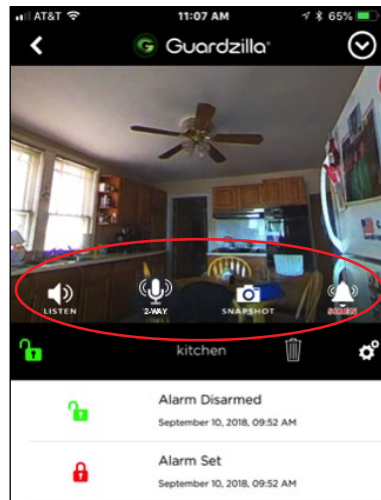 AT&T 11:07 AM 65%
Guardzilla
LISTEN 2-WAY SNAPSHOT SIREN
kitchen
Alarm Disarmed
September 10, 2018, 09:52 AM
Alarm Set
September 10, 2018, 09:52 AM